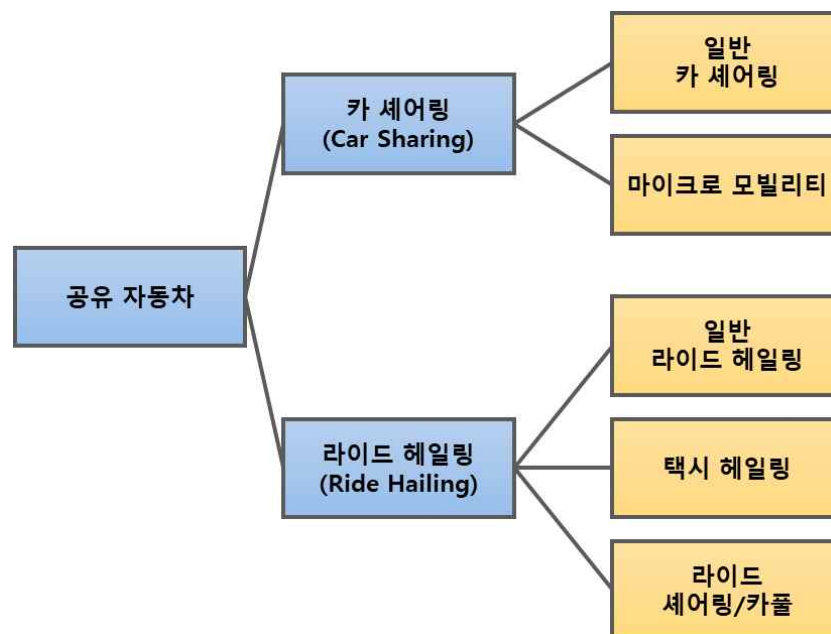 공유 자동차
카 셰어링
(Car Sharing)
일반
카 셰어링
마이크로 모빌리티
라이드 헤일링
(Ride Hailing)
일반
라이드 헤일링
택시 헤일링
라이드
셰어링/카풀